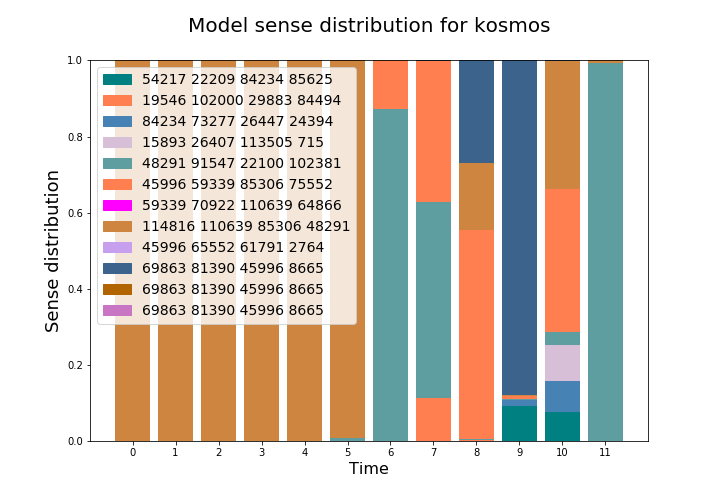 Model sense distribution for kosmos
1.0
0.8
0.6
0.4
0.2
0.0
Sense distribution
54217 22209 84234 85625
19546 102000 29883 84494
84234 73277 26447 24394
15893 26407 113505 715
48291 91547 22100 102381
45996 59339 85306 75552
59339 70922 110639 64866
114816 110639 85306 48291
45996 65552 61791 2764
69863 81390 45996 8665
69863 81390 45996 8665
69863 81390 45996 8665
0 1 2 3 4 5 6 7 8 9 10 11
Time